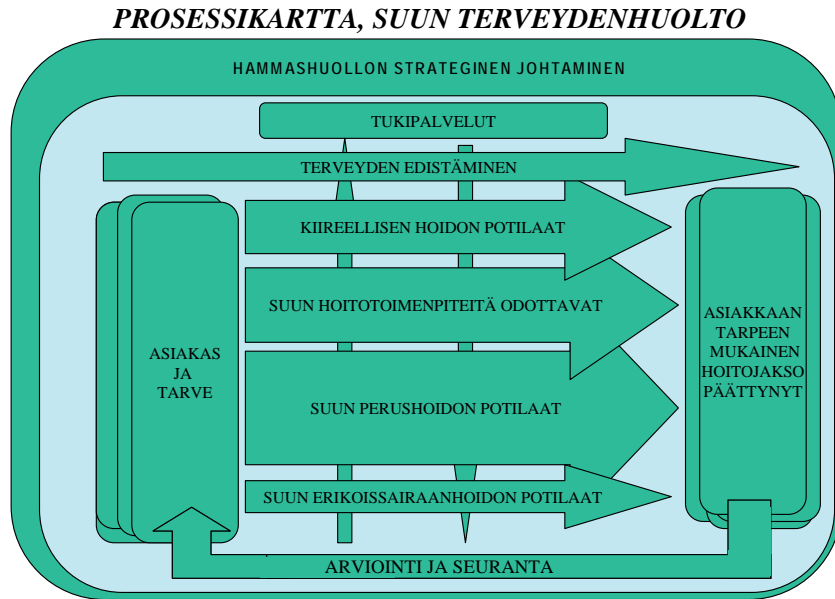 PROSESSIKARTTA, SUUN TERVEYDENHUOLTO
HAMMASHUOLLON STRATEGINEN JOHTAMINEN
TUKIPALVELUT
TERVEYDEN EDISTÄMINEN
KIIREELLISEN HOIDON POTILAAT
SUUN HOITOTOIMENPITEITÄ ODOTTAVAT
ASIAKAS
JA
TARVE
SUUN PERUSHOIDON POTILAAT
SUUN ERIKOISSAIRAANHOIDON POTILAAT
ASIAKKAAN
TARPEEN
MUKAINEN
HOITOJAKSO
PÄÄTTYNYT
ARVIOINTI JA SEURANTA